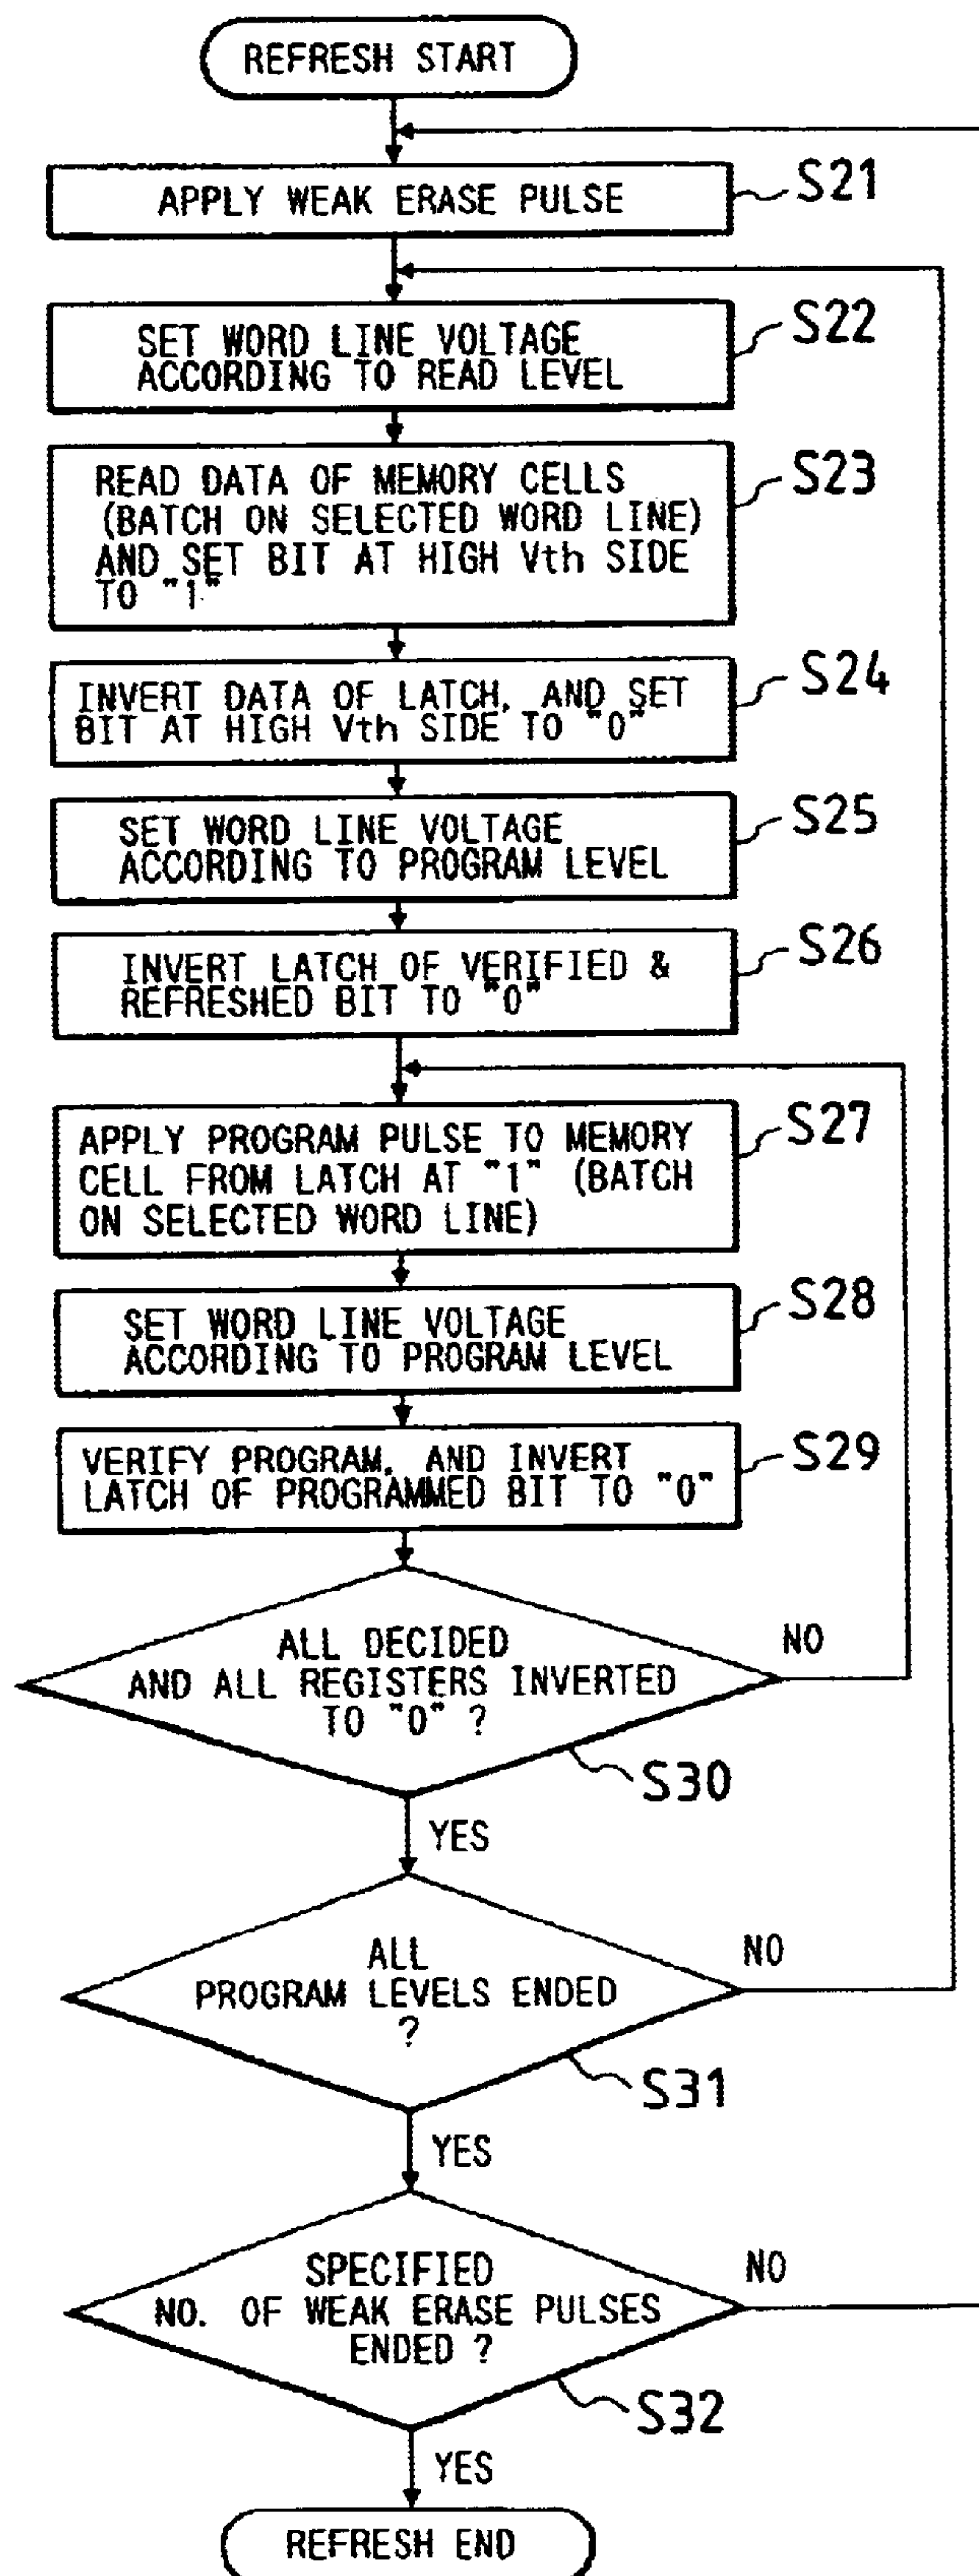 REFRESH START
APPLY WEAK ERASE PULSE
S21
SET WORD LINE VOLTAGE
ACCORDING TO READ LEVEL
S22
READ DATA OF MEMORY CELLS
(BATCH ON SELECTED WORD LINE)
AND SET BIT AT HIGH Vth SIDE
TO "1"
S23
INVERT DATA OF LATCH, AND SET
BIT AT HIGH Vth SIDE TO "0"
S24
SET WORD LINE VOLTAGE
ACCORDING TO PROGRAM LEVEL
S25
INVERT LATCH OF VERIFIED &
REFRESHED BIT TO "0"
S26
APPLY PROGRAM PULSE TO MEMORY
CELL FROM LATCH AT "1" (BATCH
ON SELECTED WORD LINE)
S27
SET WORD LINE VOLTAGE
ACCORDING TO PROGRAM LEVEL
S28
VERIFY PROGRAM, AND INVERT
LATCH OF PROGRAMMED BIT TO "0"
S29
ALL DECIDED
AND ALL REGISTERS INVERTED
TO "0" ?
NO
S30
YES
ALL
PROGRAM LEVELS ENDED
?
NO
S31
YES
SPECIFIED
NO. OF WEAK ERASE PULSES
ENDED ?
NO
S32
YES
REFRESH END